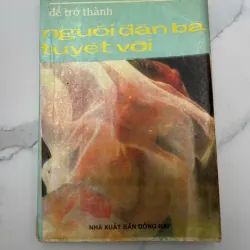 để trở thành
người đàn bà
tuyệt vời
NHÀ XUẤT BẢN ĐỒNG NAI